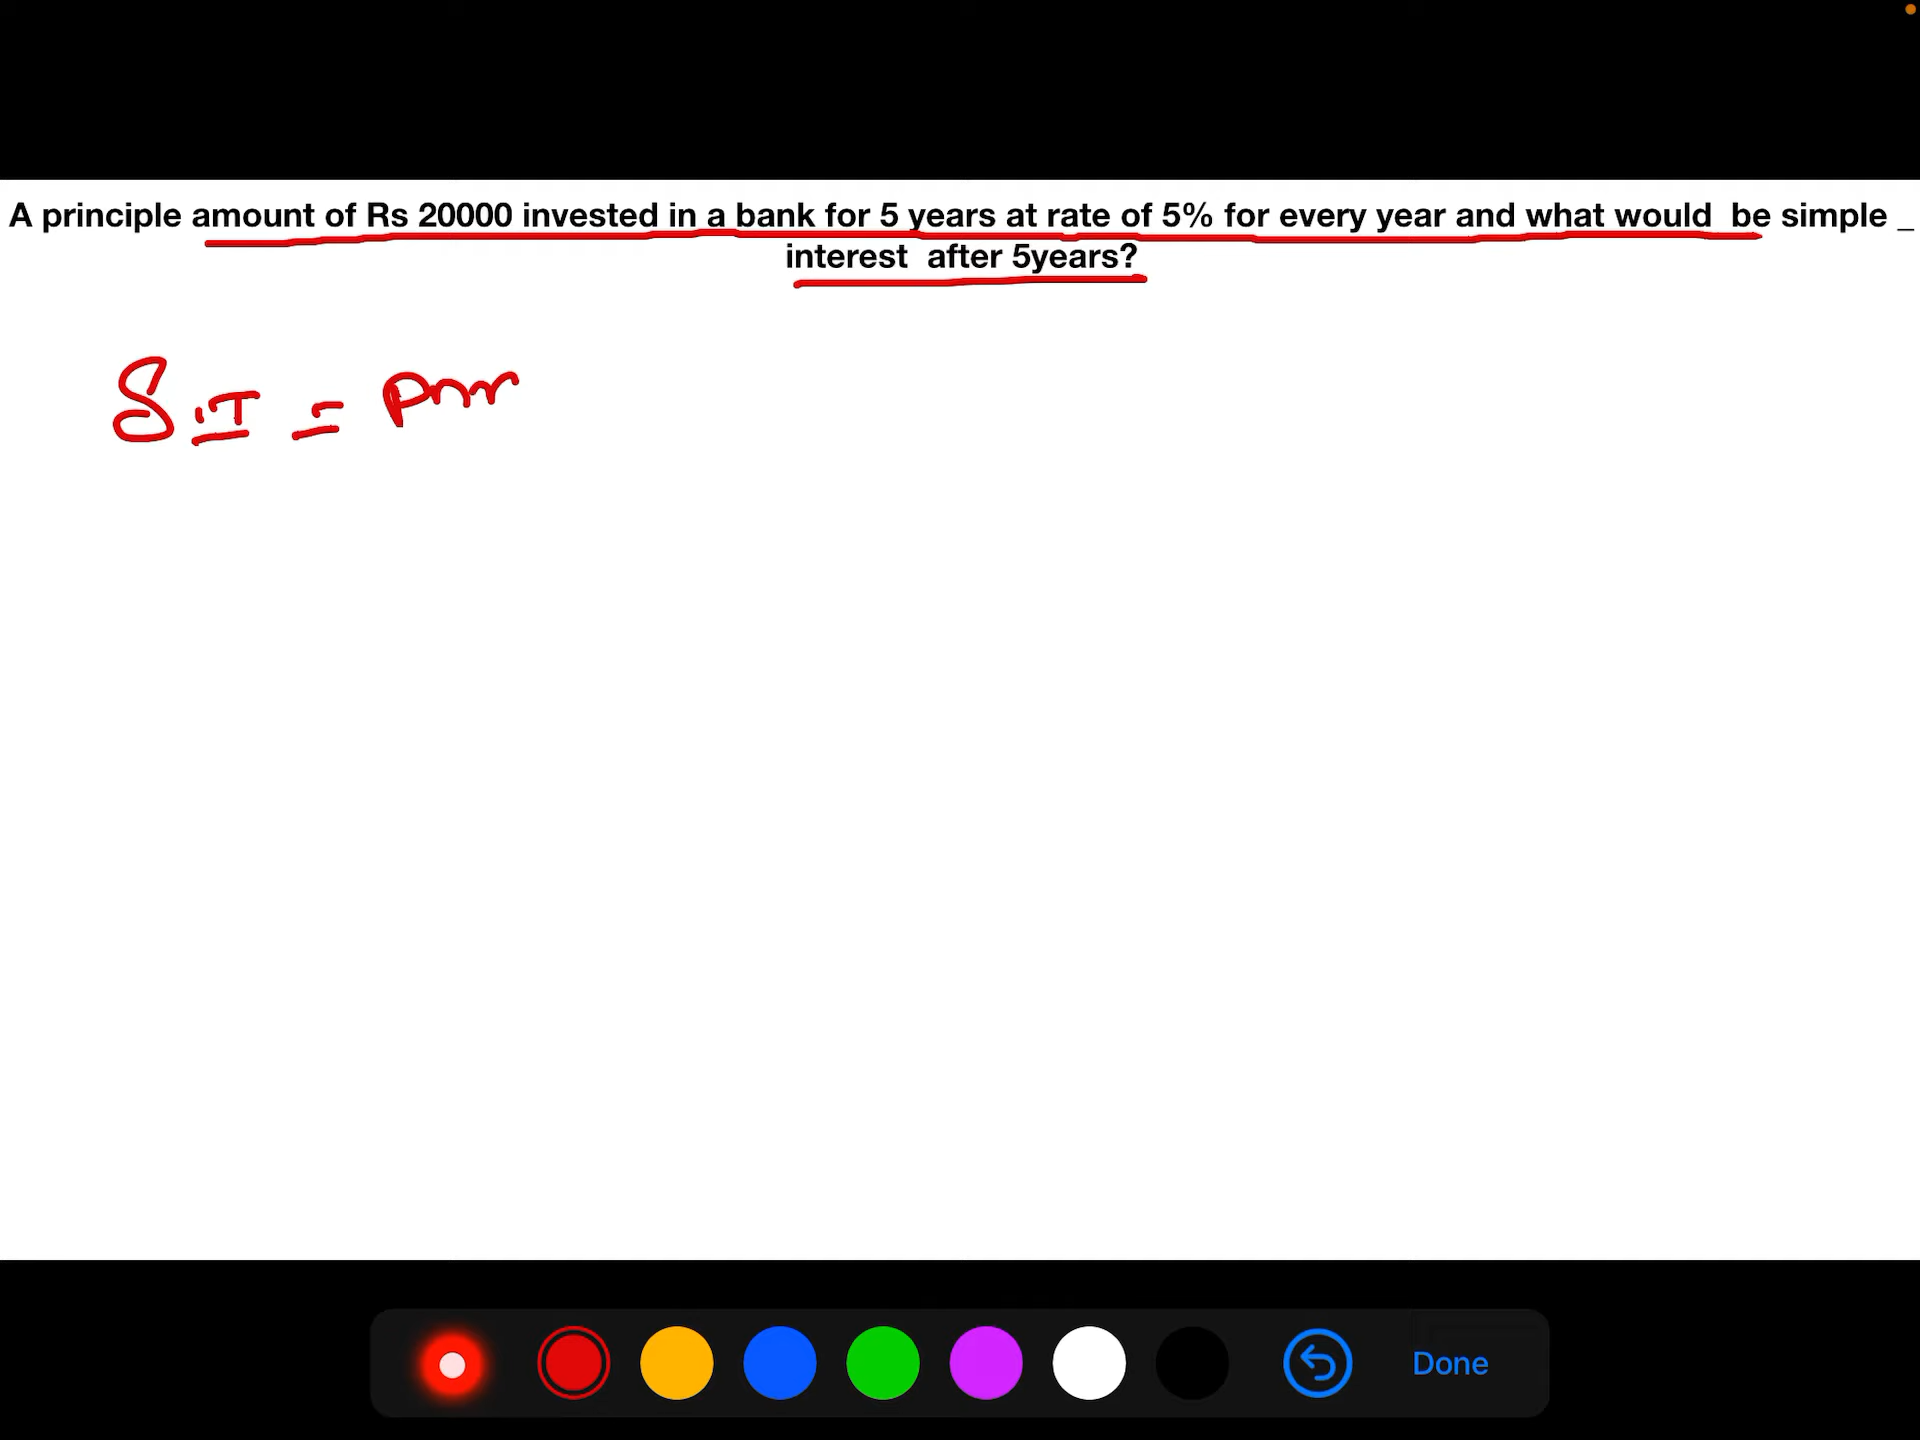 A principle amount of Rs 20000 invested in a bank for 5 years at rate of 5% for every year and what would be simple _
interest after 5years?
S.I = pnr
Done